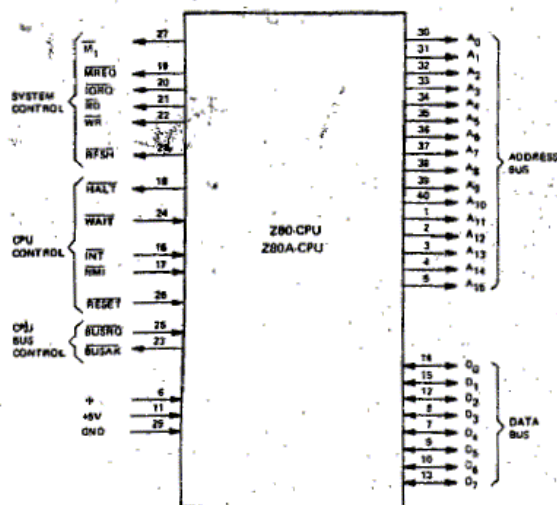 SYSTEM CONTROL
27 M1
19 MREQ
20 IORQ
21 RD
22 WR
28 RFSH
CPU CONTROL
18 HALT
24 WAIT
16 INT
17 NMI
26 RESET
CPU BUS CONTROL
25 BUSRQ
23 BUSAK
6
11 +5V
29 GND
Z80-CPU
Z80A-CPU
30 A0
31 A1
32 A2
33 A3
34 A4
35 A5
36 A6
37 A7
38 A8
39 A9
40 A10
1 A11
2 A12
3 A13
4 A14
5 A15
ADDRESS BUS
14 D0
15 D1
12 D2
8 D3
7 D4
9 D5
10 D6
13 D7
DATA BUS